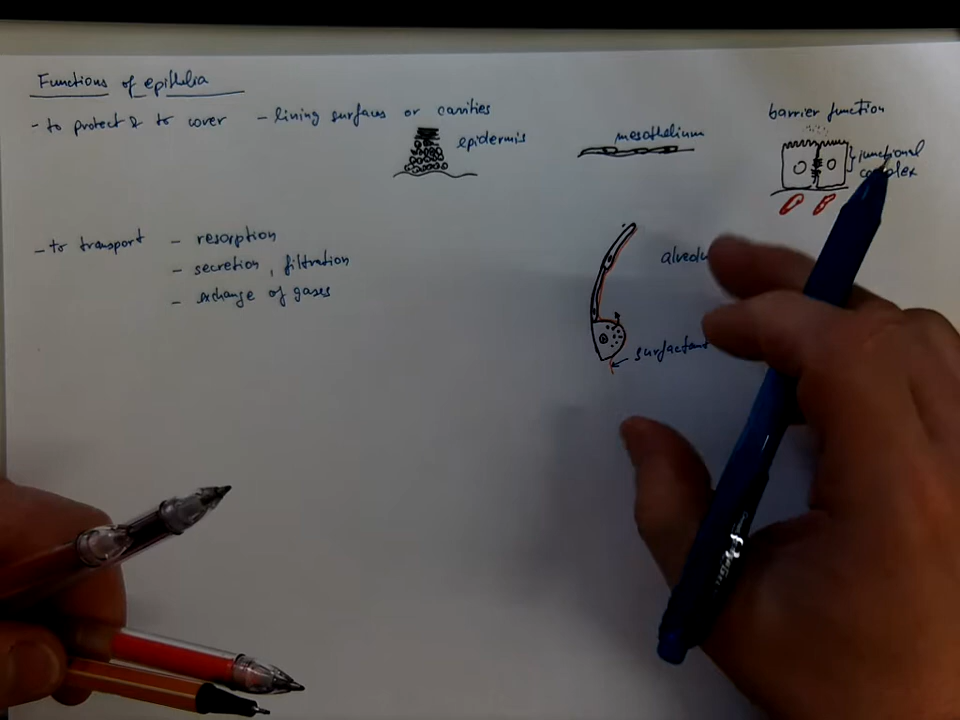 Functions of epithelia
- to protect & to cover - lining surfaces or cavities
epidermis
mesothelium
barrier function
junctional
complex
- to transport - resorption
- secretion, filtration
- exchange of gases
surfactant